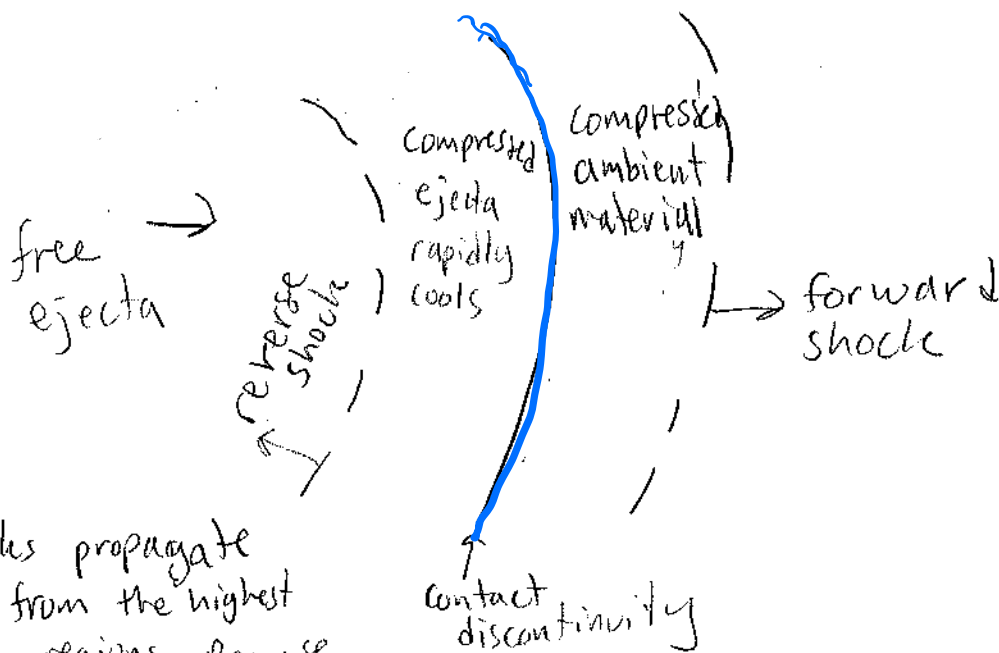 free
ejecta
reverse
shock
compressed
ejecta
rapidly
cools
compressed
ambient
material
forward
shock
propagate
from the highest
contact
discontinuity